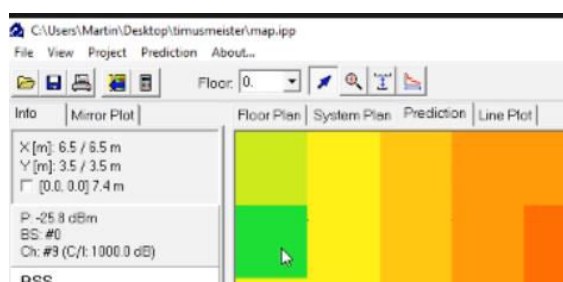 C:\Users\Martin\Desktop\timusmeister\map.ipp
File View Project Prediction About...
Floor: 0.
Info Mirror Plot Floor Plan System Plan Prediction Line Plot
X [m]: 6.5 / 6.5 m
Y [m]: 3.5 / 3.5 m
[0.0, 0.0] 7.4 m
P: -25.8 dBm
BS: #0
Ch: #9 (C/I: 1000.0 dB)
RSS